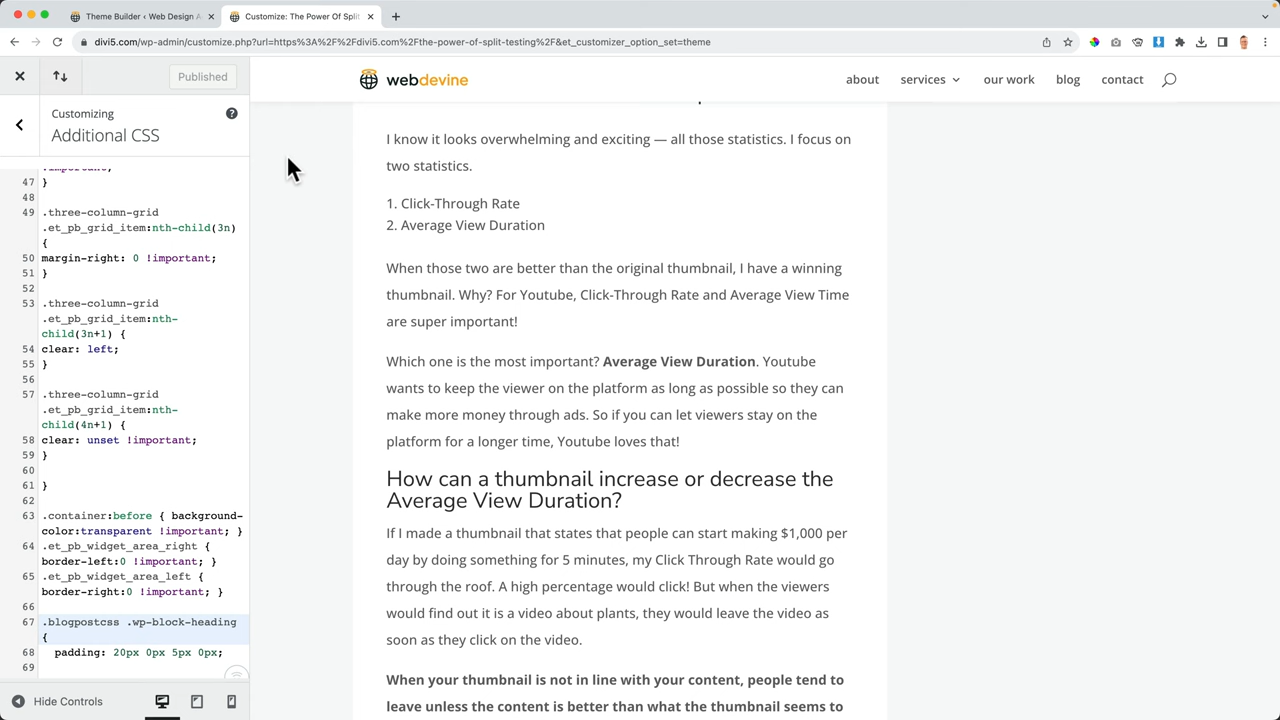 Theme Builder ‹ Web Design A
Customize: The Power Of Split
divi5.com/wp-admin/customize.php?url=https%3A%2F%2Fdivi5.com%2Fthe-power-of-split-testing%2F&et_customizer_option_set=theme
Published
Customizing
Additional CSS
webdevine
about services our work blog contact
!important;
47 }
48
49 .three-column-grid
.et_pb_grid_item:nth-child(3n)
{
50 margin-right: 0 !important;
51 }
52
53 .three-column-grid
.et_pb_grid_item:nth-
child(3n+1) {
54 clear: left;
55 }
56
57 .three-column-grid
.et_pb_grid_item:nth-
child(4n+1) {
58 clear: unset !important;
59 }
60
61 }
62
63 .container:before { background-
color:transparent !important; }
64 .et_pb_widget_area_right {
border-left:0 !important; }
65 .et_pb_widget_area_left {
border-right:0 !important; }
66
67 .blogpostcss .wp-block-heading
{
68 padding: 20px 0px 5px 0px;
69
Hide Controls
I know it looks overwhelming and exciting — all those statistics. I focus on
two statistics.
1. Click-Through Rate
2. Average View Duration
When those two are better than the original thumbnail, I have a winning
thumbnail. Why? For Youtube, Click-Through Rate and Average View Time
are super important!
Which one is the most important? Average View Duration. Youtube
wants to keep the viewer on the platform as long as possible so they can
make more money through ads. So if you can let viewers stay on the
platform for a longer time, Youtube loves that!
How can a thumbnail increase or decrease the
Average View Duration?
If I made a thumbnail that states that people can start making $1,000 per
day by doing something for 5 minutes, my Click Through Rate would go
through the roof. A high percentage would click! But when the viewers
would find out it is a video about plants, they would leave the video as
soon as they click on the video.
When your thumbnail is not in line with your content, people tend to
leave unless the content is better than what the thumbnail seems to